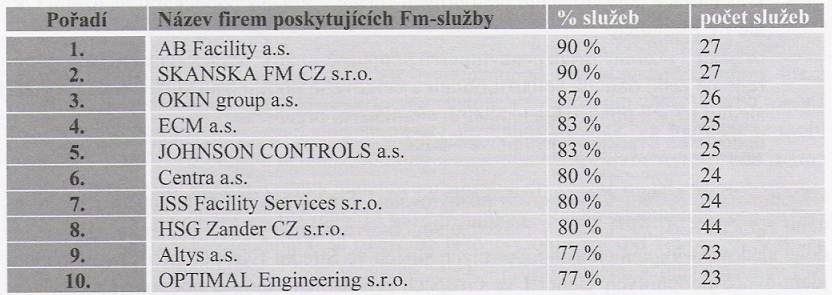 Pořadí Název firem poskytujících Fm-služby % služeb počet služeb
1. AB Facility a.s. 90 % 27
2. SKANSKA FM CZ s.r.o. 90 % 27
3. OKIN group a.s. 87 % 26
4. ECM a.s. 83 % 25
5. JOHNSON CONTROLS a.s. 83 % 25
6. Centra a.s. 80 % 24
7. ISS Facility Services s.r.o. 80 % 24
8. HSG Zander CZ s.r.o. 80 % 44
9. Altys a.s. 77 % 23
10. OPTIMAL Engineering s.r.o. 77 % 23